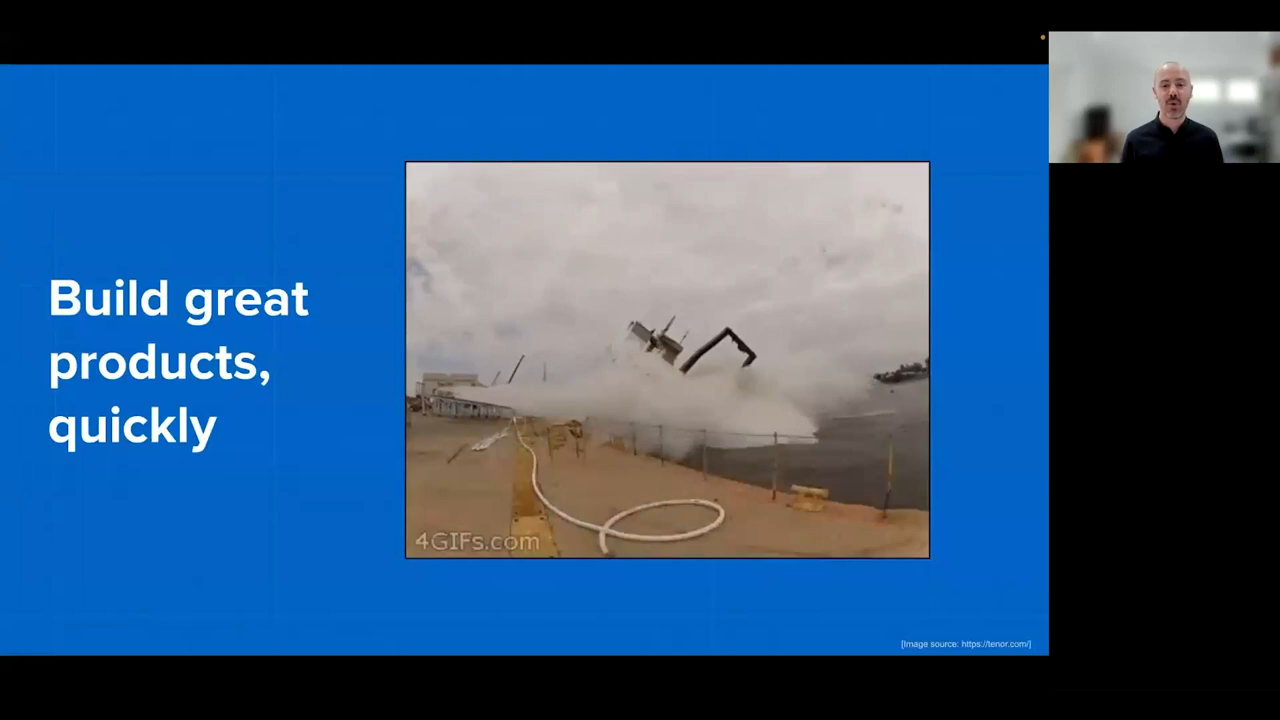 Build great
products,
quickly
4GIFs.com
[Image source: https://tenor.com/]